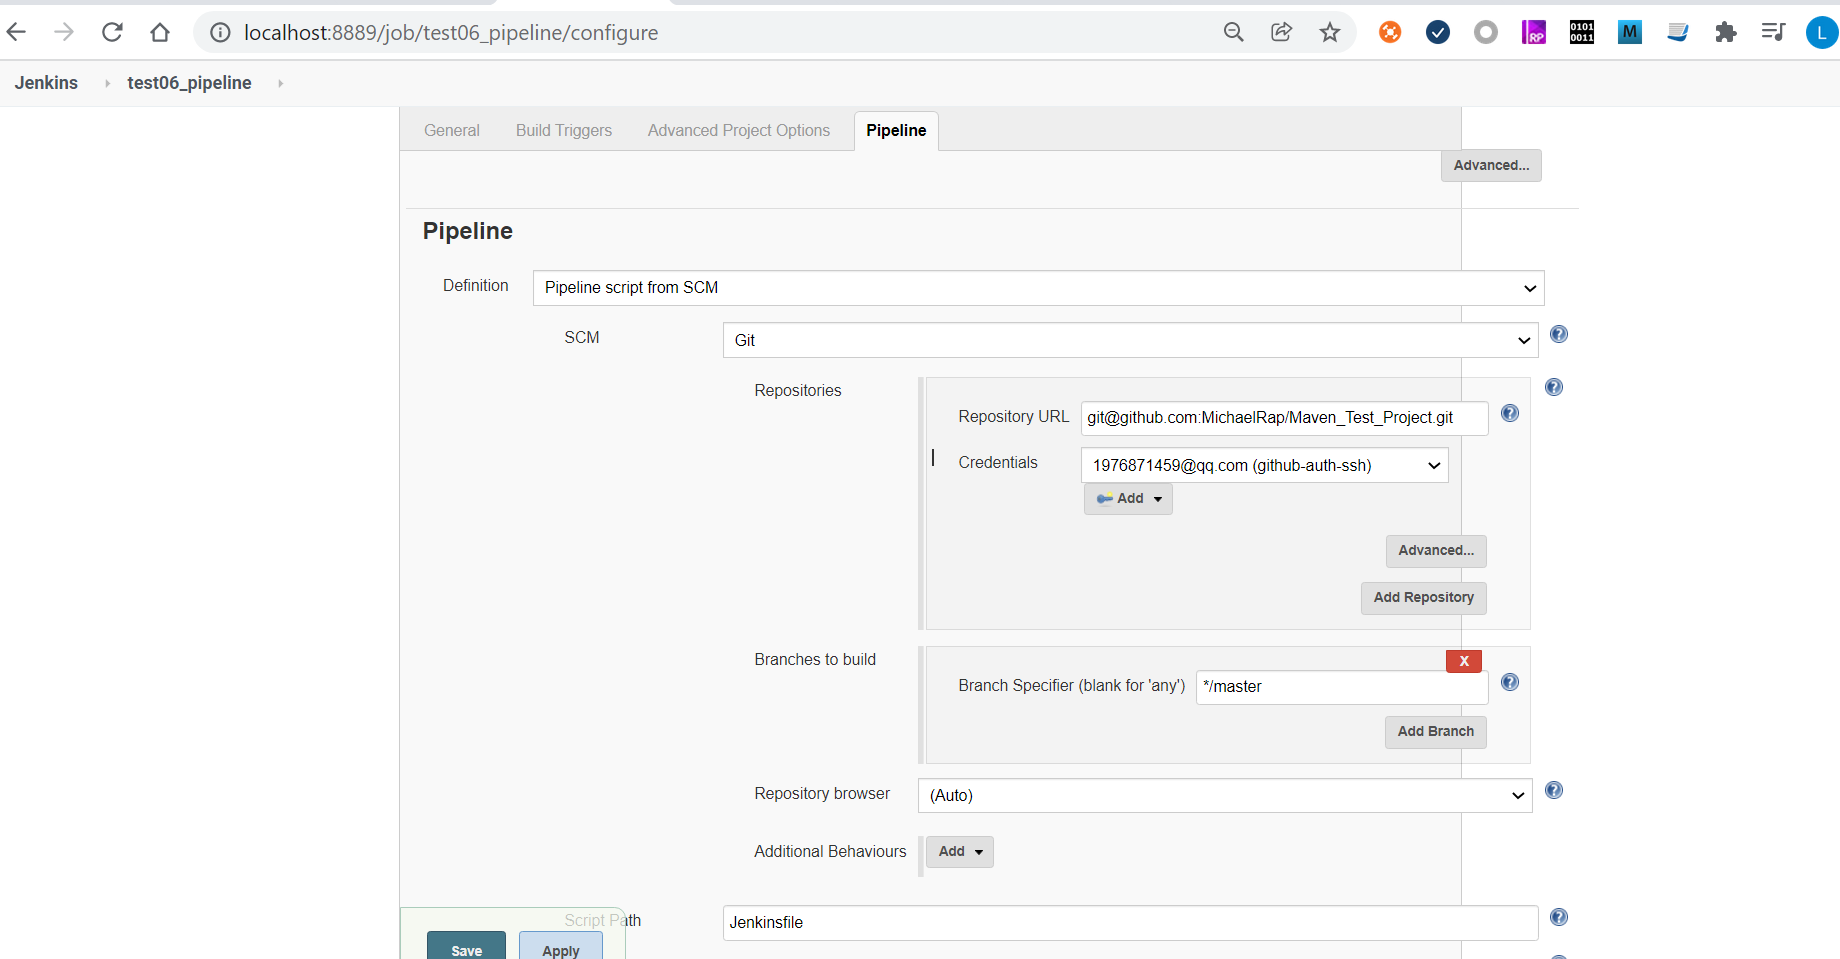 localhost:8889/job/test06_pipeline/configure
RP
0101
0011
M
L
Jenkins
test06_pipeline
General
Build Triggers
Advanced Project Options
Pipeline
Advanced...
Pipeline
Definition
Pipeline script from SCM
SCM
Git
Repositories
Repository URL
git@github.com:MichaelRap/Maven_Test_Project.git
Credentials
1976871459@qq.com (github-auth-ssh)
Add
Advanced...
Add Repository
Branches to build
X
Branch Specifier (blank for 'any')
*/master
Add Branch
Repository browser
(Auto)
Additional Behaviours
Add
Script Path
Jenkinsfile
Save
Apply